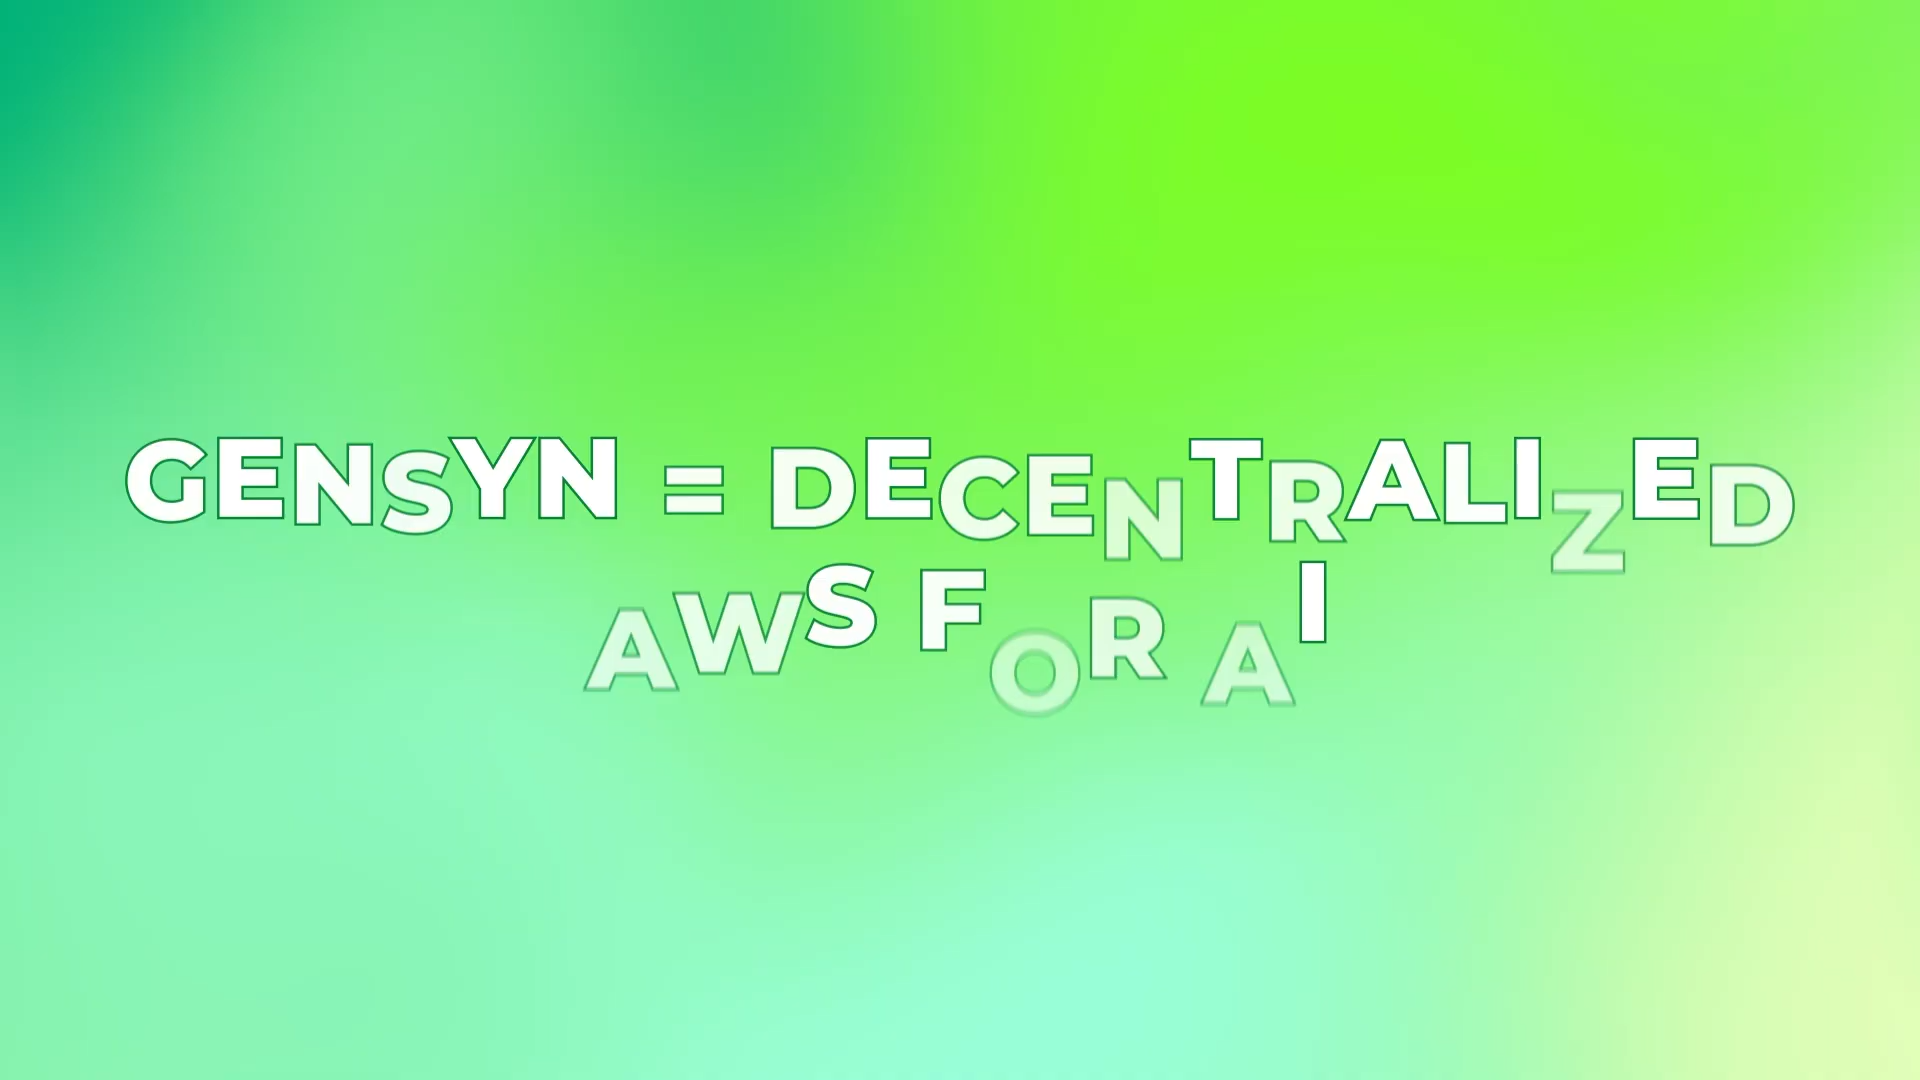 GENSYN = DECENTRALIZED
AWS FOR AI